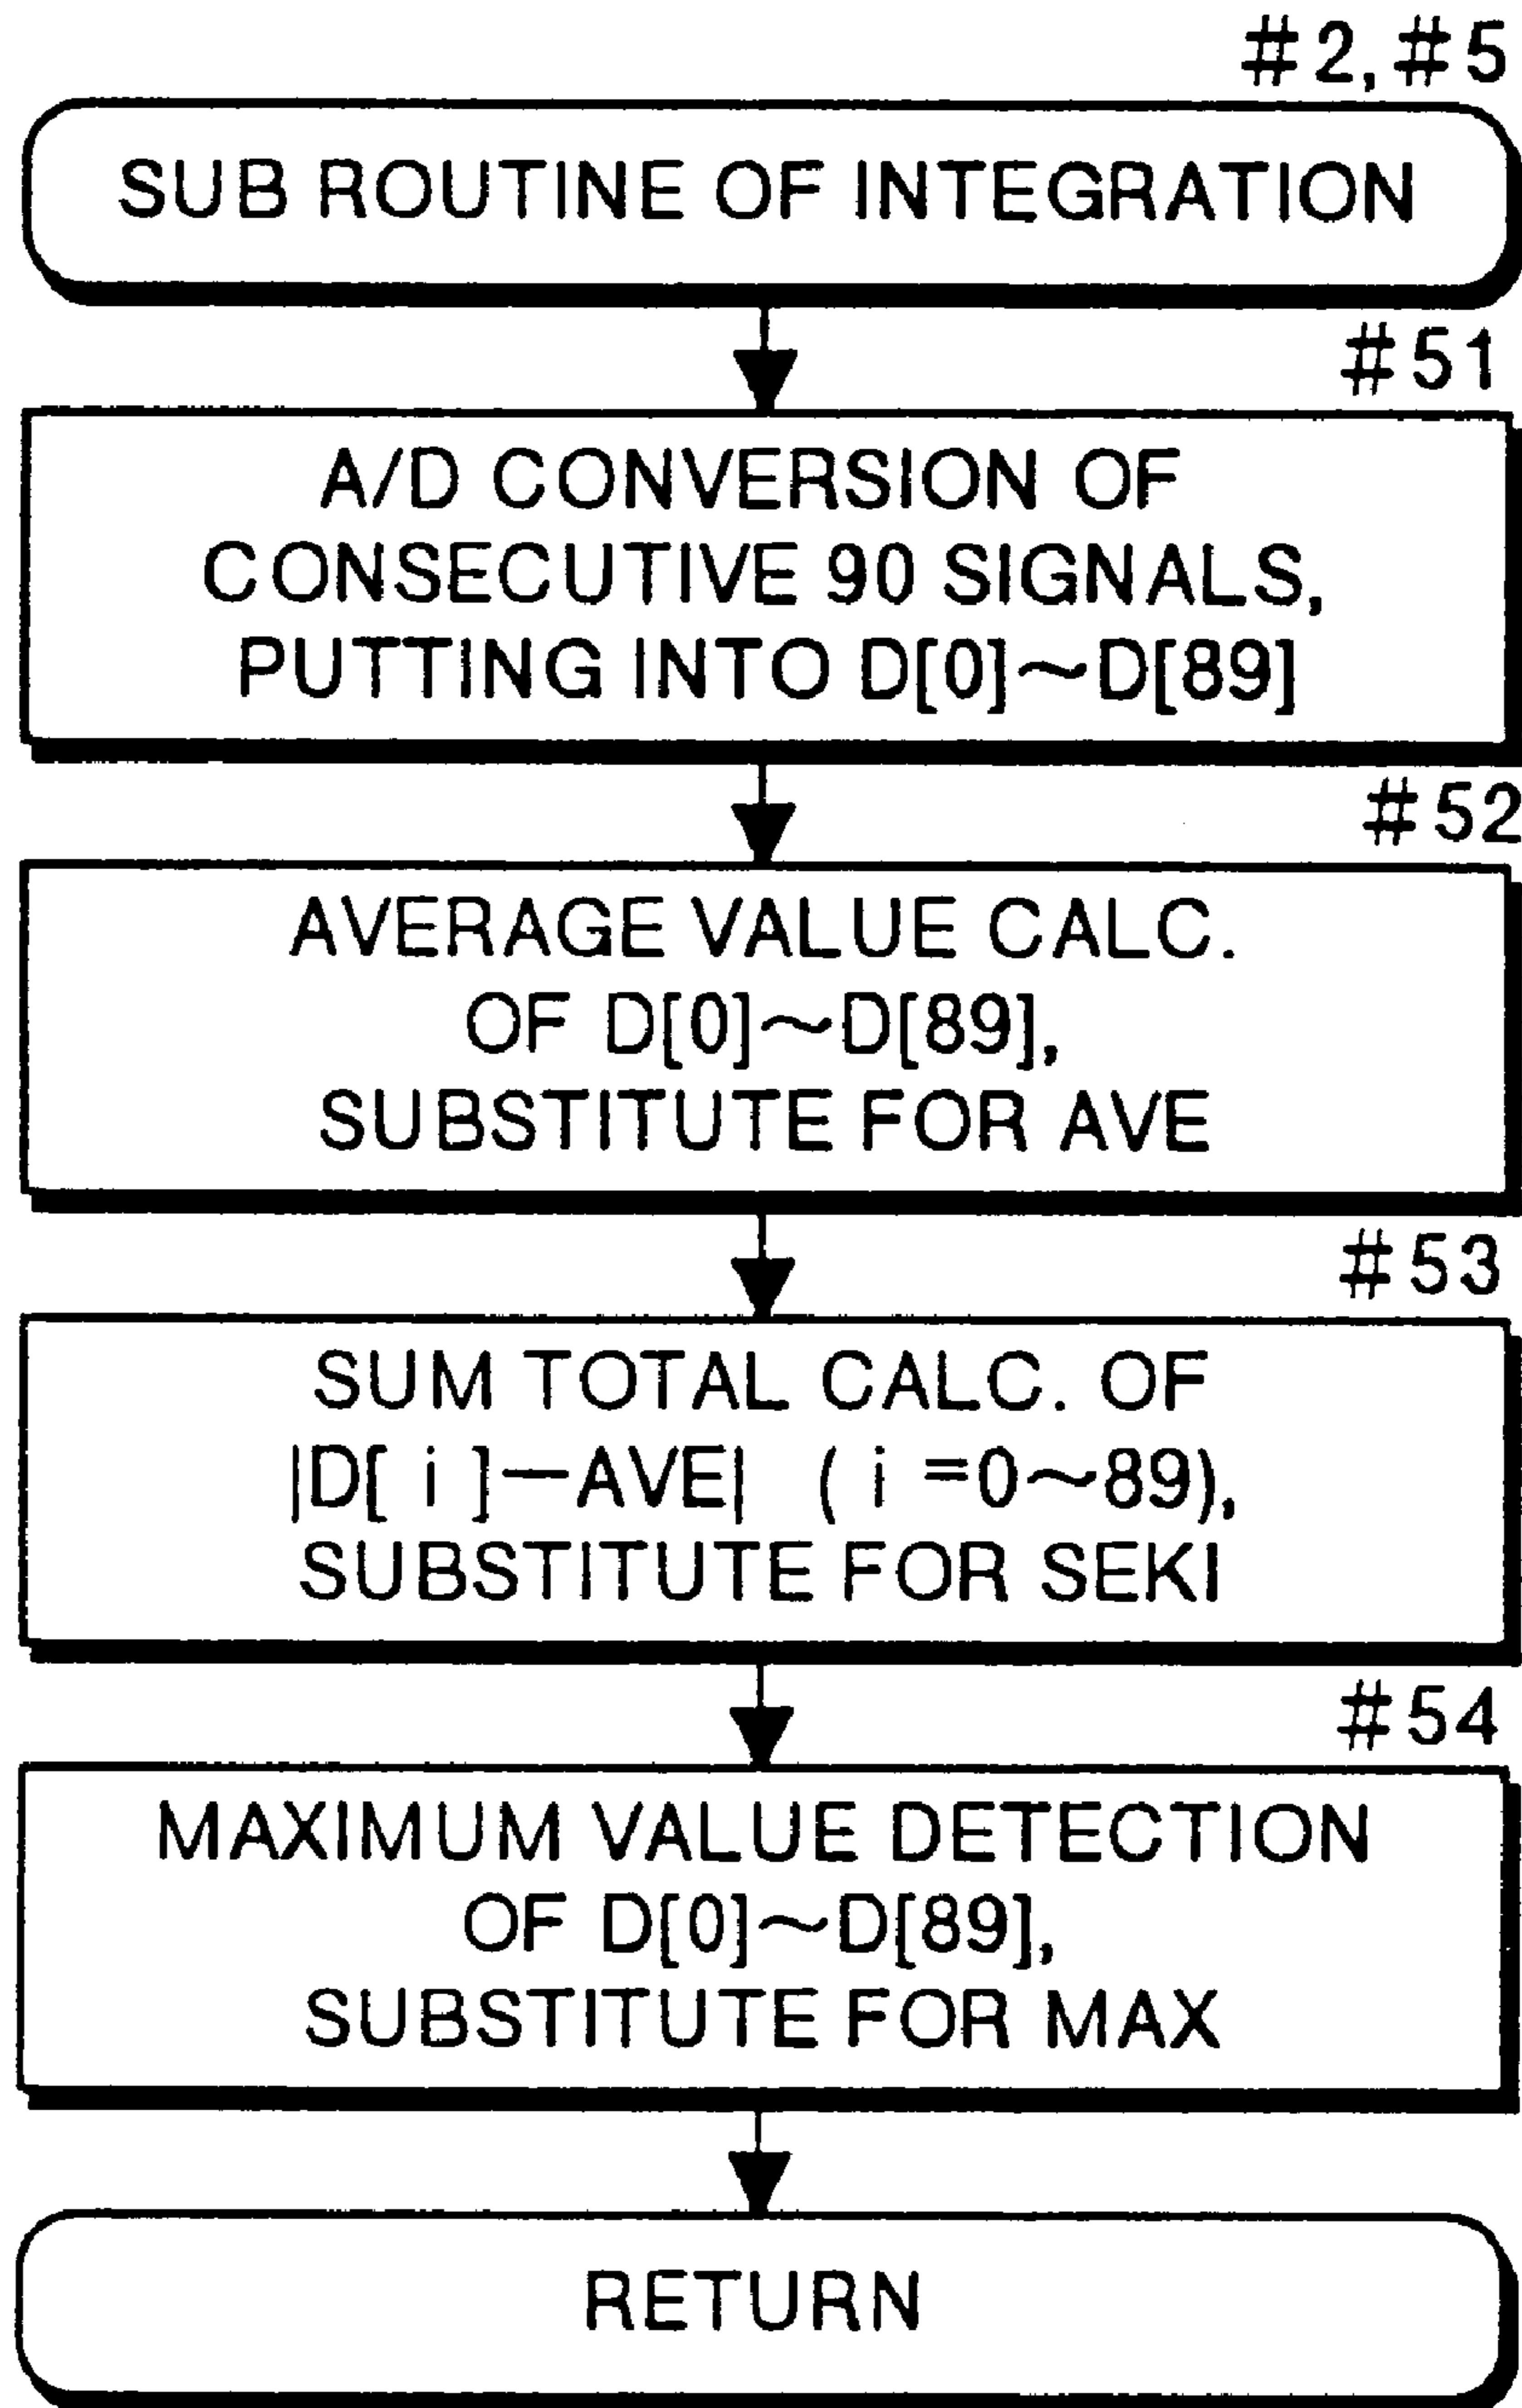 #2,#5
SUB ROUTINE OF INTEGRATION
#51
A/D CONVERSION OF
CONSECUTIVE 90 SIGNALS,
PUTTING INTO D[0]～D[89]
#52
AVERAGE VALUE CALC.
OF D[0]～D[89],
SUBSTITUTE FOR AVE
#53
SUM TOTAL CALC. OF
|D[ i ]—AVE| ( i =0～89),
SUBSTITUTE FOR SEKI
#54
MAXIMUM VALUE DETECTION
OF D[0]～D[89],
SUBSTITUTE FOR MAX
RETURN